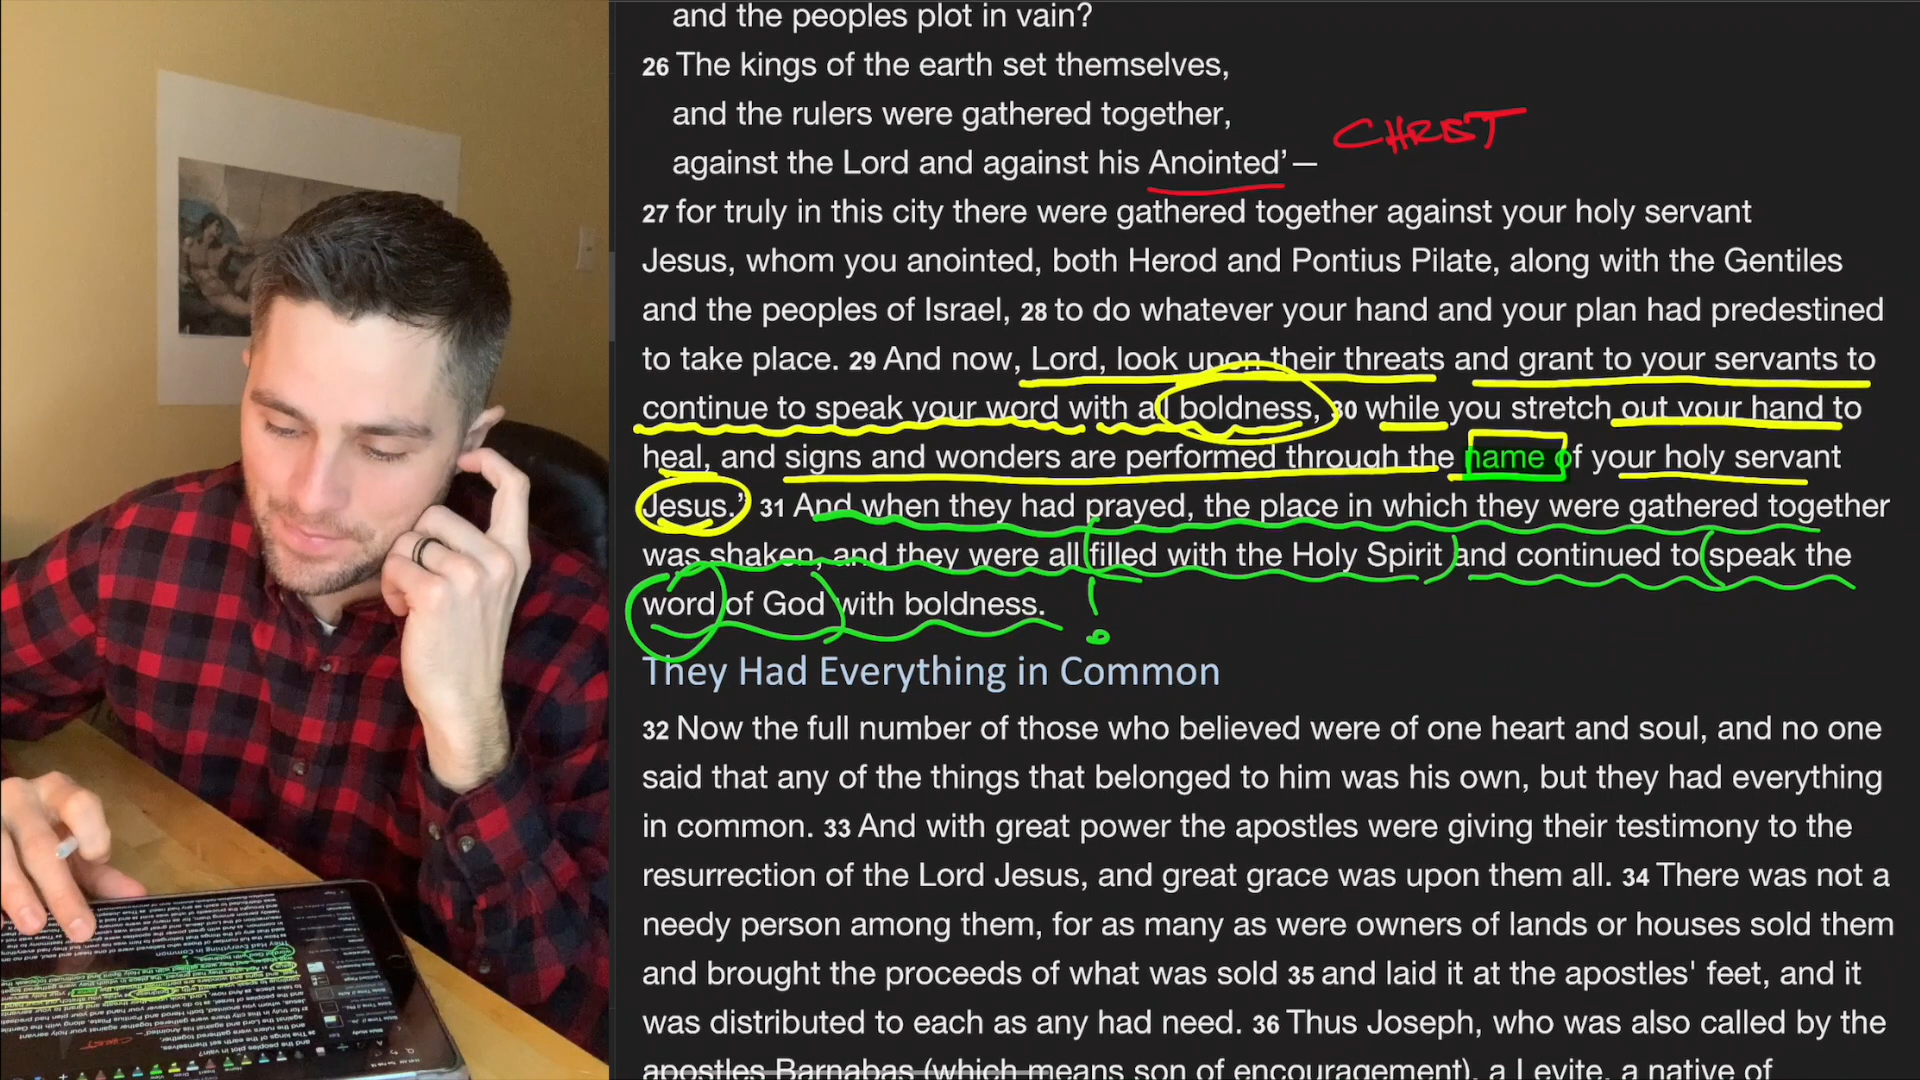 and the peoples plot in vain?
26 The kings of the earth set themselves,
and the rulers were gathered together,
against the Lord and against his Anointed’—
CHRIST
27 for truly in this city there were gathered together against your holy servant
Jesus, whom you anointed, both Herod and Pontius Pilate, along with the Gentiles
and the peoples of Israel, 28 to do whatever your hand and your plan had predestined
to take place. 29 And now, Lord, look upon their threats and grant to your servants to
continue to speak your word with all boldness, 30 while you stretch out your hand to
heal, and signs and wonders are performed through the name of your holy servant
Jesus.” 31 And when they had prayed, the place in which they were gathered together
was shaken, and they were all filled with the Holy Spirit and continued to speak the
word of God with boldness.
They Had Everything in Common
32 Now the full number of those who believed were of one heart and soul, and no one
said that any of the things that belonged to him was his own, but they had everything
in common. 33 And with great power the apostles were giving their testimony to the
resurrection of the Lord Jesus, and great grace was upon them all. 34 There was not a
needy person among them, for as many as were owners of lands or houses sold them
and brought the proceeds of what was sold 35 and laid it at the apostles' feet, and it
was distributed to each as any had need. 36 Thus Joseph, who was also called by the
apostles Barnabas (which means son of encouragement), a Levite, a native of